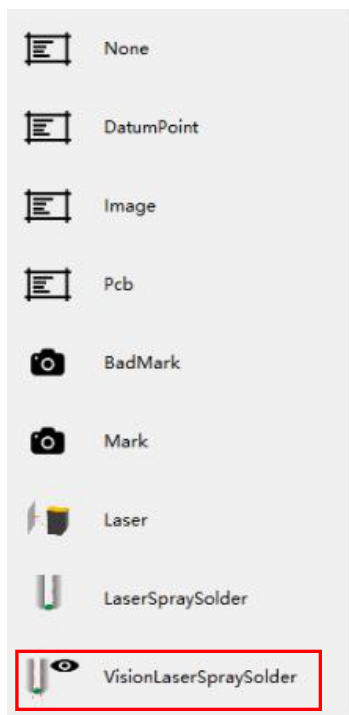 None
DatumPoint
Image
Pcb
BadMark
Mark
Laser
LaserSpraySolder
VisionLaserSpraySolder